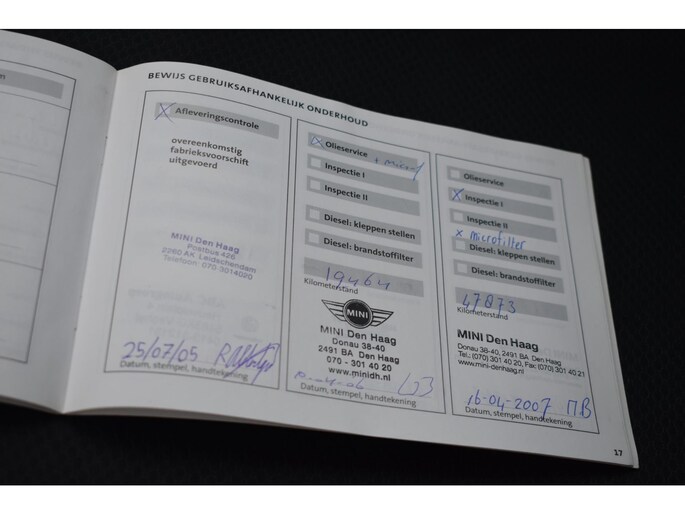 BEWIJS GEBRUIKSAFHANKELIJK ONDERHOUD
X Afleveringscontrole
overeenkomstig
fabrieksvoorschift
uitgevoerd
MINI Den Haag
Postbus 426
2260 AK Leidschendam
Telefoon: 070-3014020
25/07/05
Datum, stempel, handtekening
X Olieservice
Inspectie I
Inspectie II
Diesel: kleppen stellen
Diesel: brandstoffilter
19464
Kilometerstand
MINI
MINI Den Haag
Donau 38-40
2491 BA Den Haag
070 - 301 40 20
www.minidh.nl
Datum, stempel, handtekening
Olieservice
X Inspectie I
Inspectie II
x microfilter
Diesel: kleppen stellen
Diesel: brandstoffilter
47873
Kilometerstand
MINI Den Haag
Donau 38-40, 2491 BA Den Haag
Tel.: (070) 301 40 20, Fax: (070) 301 40 21
www.mini-denhaag.nl
16-04-2007 MB
Datum, stempel, handtekening
17